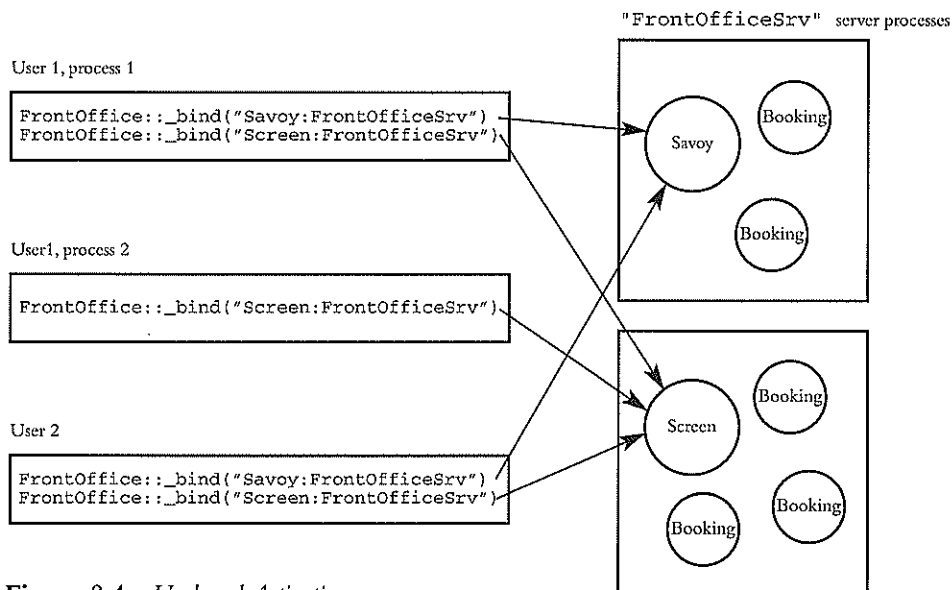 "FrontOfficeSrv" server processes
User 1, process 1
FrontOffice::_bind("Savoy:FrontOfficeSrv")
FrontOffice::_bind("Screen:FrontOfficeSrv")
Savoy
Booking
Booking
User1, process 2
FrontOffice::_bind("Screen:FrontOfficeSrv")
User 2
FrontOffice::_bind("Savoy:FrontOfficeSrv")
FrontOffice::_bind("Screen:FrontOfficeSrv")
Screen
Booking
Booking
Booking